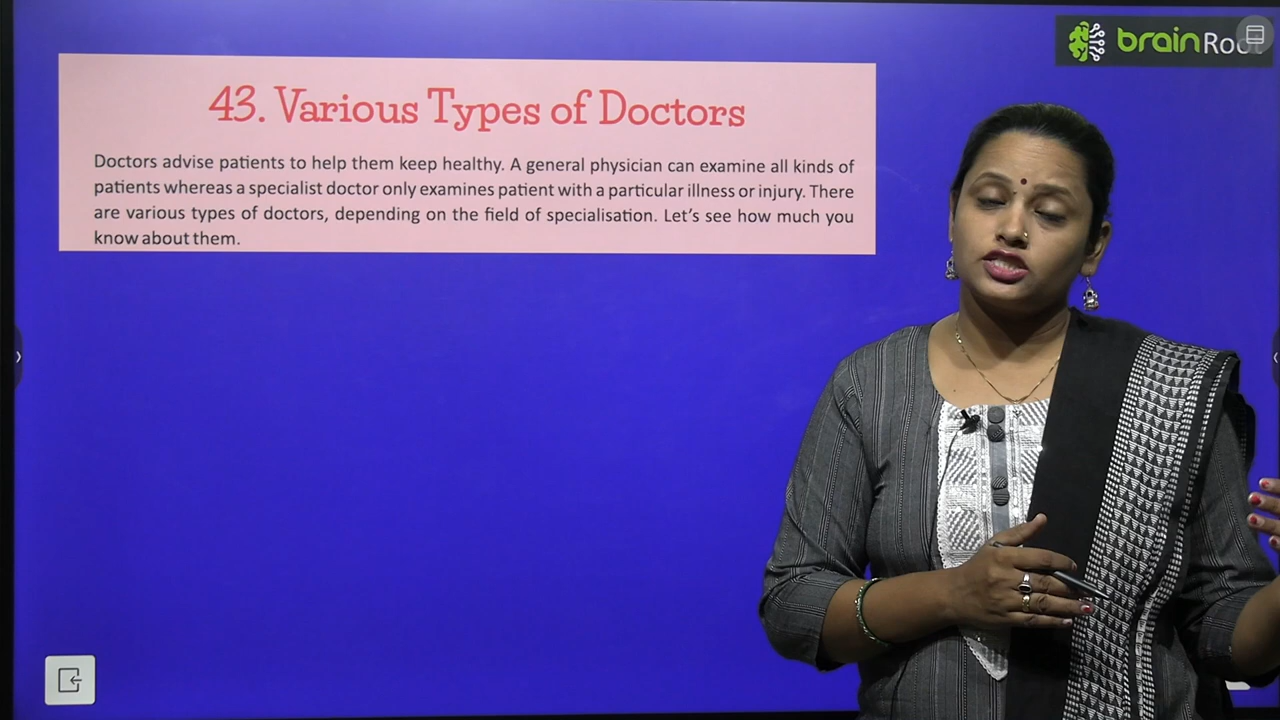 brainRoot
43. Various Types of Doctors
Doctors advise patients to help them keep healthy. A general physician can examine all kinds of
patients whereas a specialist doctor only examines patient with a particular illness or injury. There
are various types of doctors, depending on the field of specialisation. Let's see how much you
know about them.